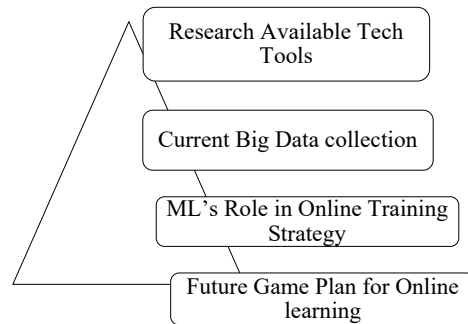 Research Available Tech
Tools
Current Big Data collection
ML’s Role in Online Training
Strategy
Future Game Plan for Online
learning